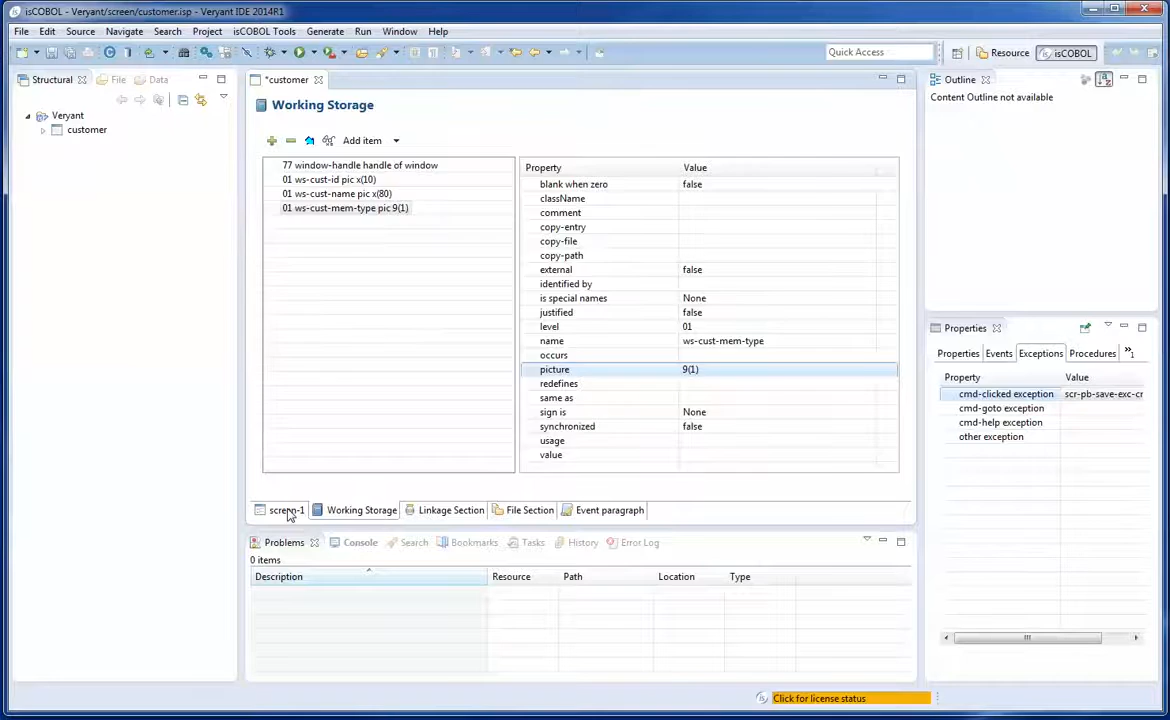 isCOBOL - Veryant/screen/customer.isp - Veryant IDE 2014R1
File Edit Source Navigate Search Project isCOBOL Tools Generate Run Window Help
Quick Access Resource isCOBOL
Structural File Data
Veryant
customer
*customer
Working Storage
Add item
77 window-handle handle of window
01 ws-cust-id pic x(10)
01 ws-cust-name pic x(80)
01 ws-cust-mem-type pic 9(1)
Property Value
blank when zero false
className
comment
copy-entry
copy-file
copy-path
external false
identified by
is special names None
justified false
level 01
name ws-cust-mem-type
occurs
picture 9(1)
redefines
same as
sign is None
synchronized false
usage
value
screen-1 Working Storage Linkage Section File Section Event paragraph
Problems Console Search Bookmarks Tasks History Error Log
0 items
Description Resource Path Location Type
Outline
Content Outline not available
Properties
Properties Events Exceptions Procedures »1
Property Value
cmd-clicked exception scr-pb-save-exc-cr
cmd-goto exception
cmd-help exception
other exception
Click for license status